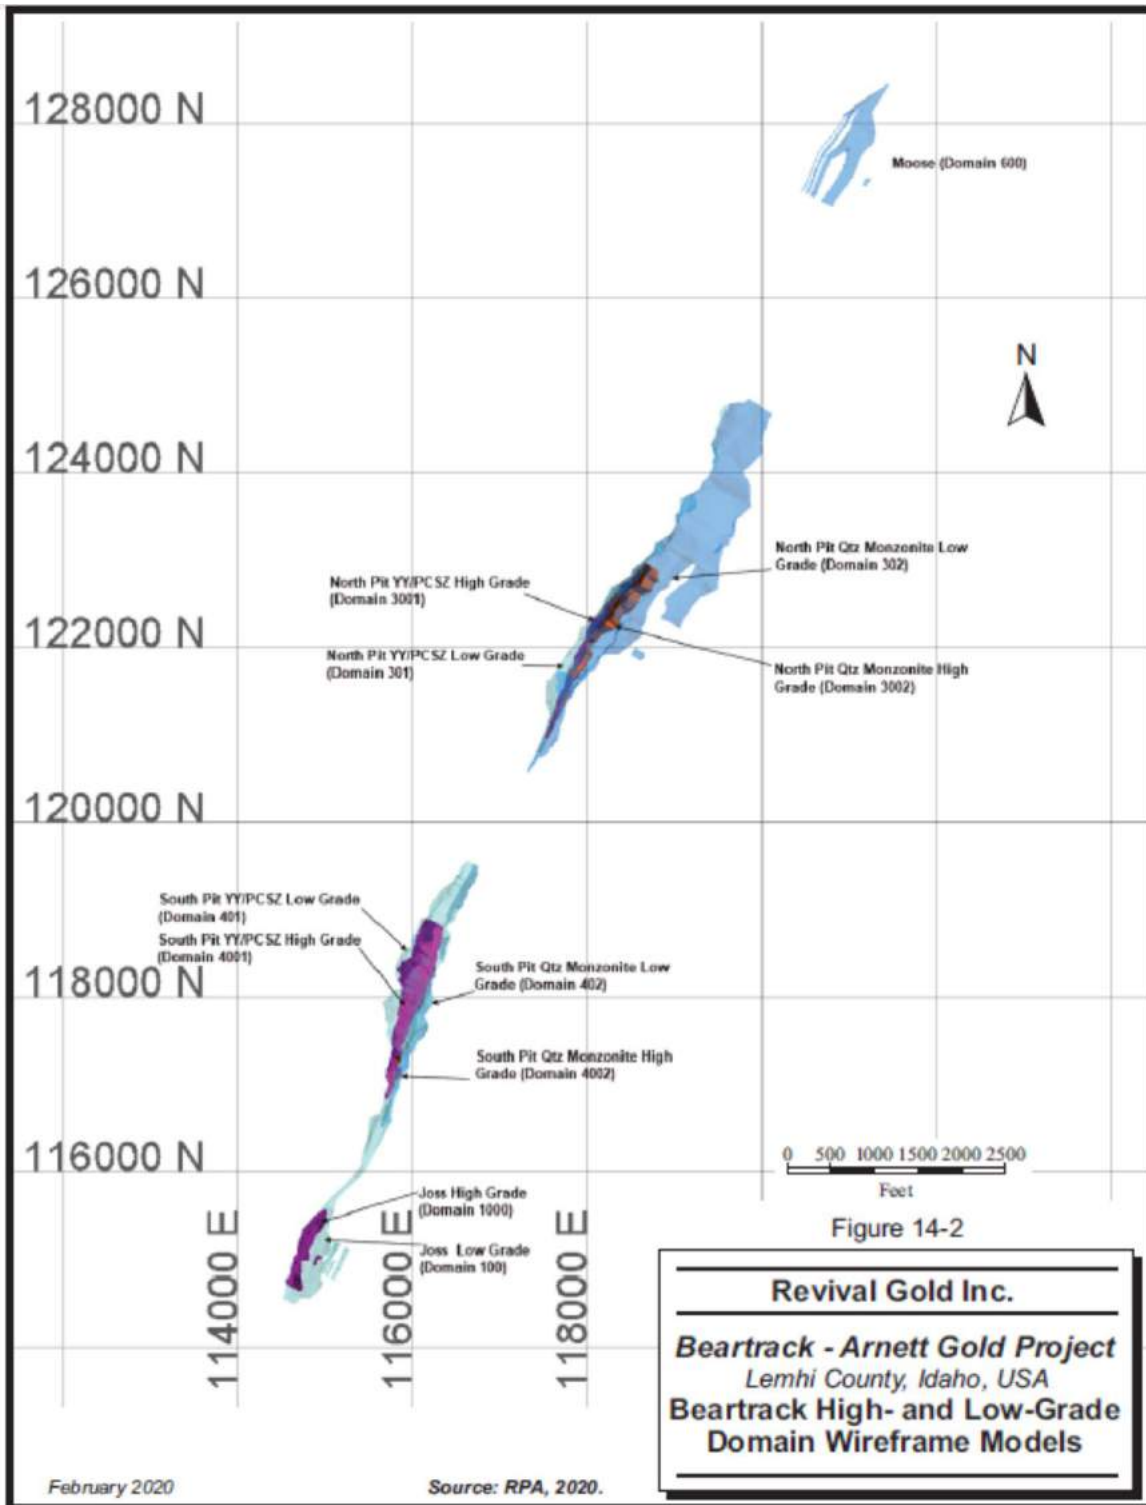 128000 N
Moose (Domain 600)
126000 N
N
124000 N
North Pit Qtz Monzonite Low
Grade (Domain 302)
North Pit YY/PCSZ High Grade
(Domain 3001)
122000 N
North Pit YY/PCSZ Low Grade
(Domain 301)
North Pit Qtz Monzonite High
Grade (Domain 3002)
120000 N
South Pit YY/PCSZ Low Grade
(Domain 401)
South Pit YY/PCSZ High Grade
(Domain 4001)
South Pit Qtz Monzonite Low
Grade (Domain 402)
118000 N
South Pit Qtz Monzonite High
Grade (Domain 4002)
116000 N
0 500 1000 1500 2000 2500
Feet
Joss High Grade
(Domain 1000)
Joss Low Grade
(Domain 100)
114000 E
116000 E
118000 E
Figure 14-2
Revival Gold Inc.
Beartrack - Arnett Gold Project
Lemhi County, Idaho, USA
Beartrack High- and Low-Grade
Domain Wireframe Models
February 2020
Source: RPA, 2020.